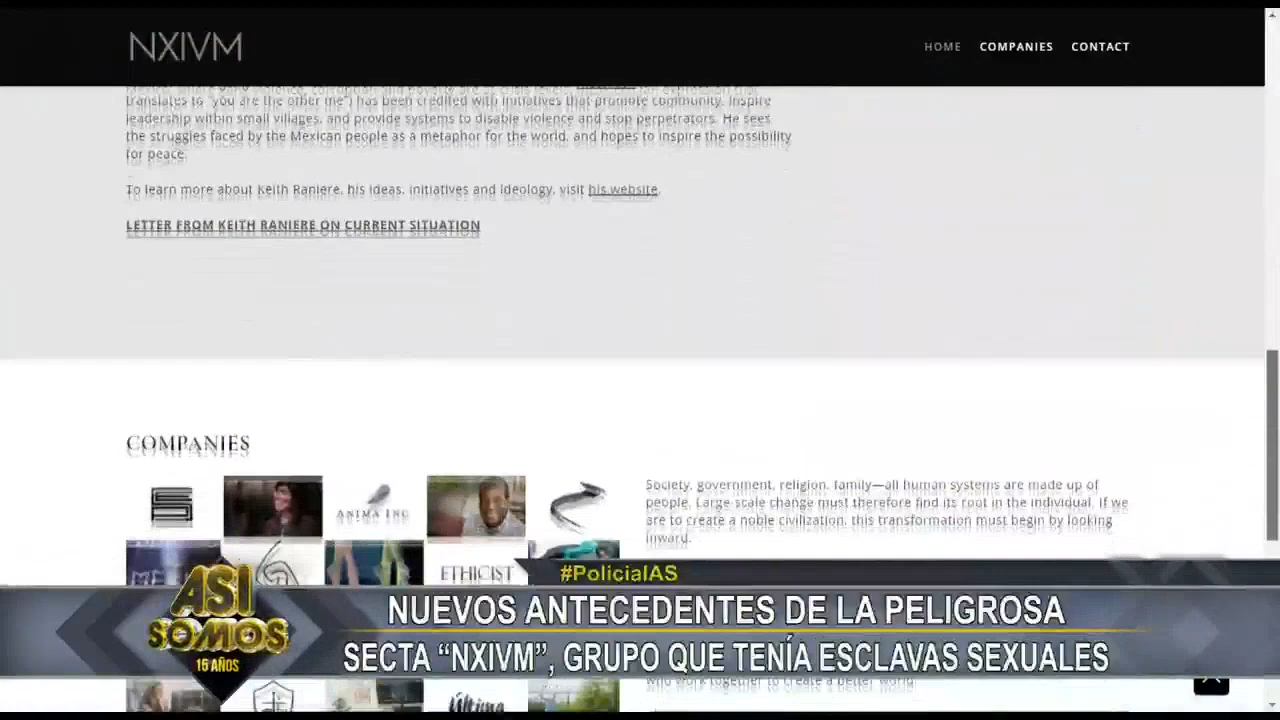 NXIVM
HOME COMPANIES CONTACT
translates to "you are the other me") has been credited with initiatives that promote community, inspire
leadership within small villages, and provide systems to disable violence and stop perpetrators. He sees
the struggles faced by the Mexican people as a metaphor for the world, and hopes to inspire the possibility
for peace.
To learn more about Keith Raniere, his ideas, initiatives and ideology, visit his website.
LETTER FROM KEITH RANIERE ON CURRENT SITUATION
COMPANIES
ANIMA INC
ETHICIST
Society, government, religion, family—all human systems are made up of
people. Large-scale change must therefore find its root in the individual. If we
are to create a noble civilization, this transformation must begin by looking
inward.
#PolicialAS
ASI
SOMOS
16 AÑOS
NUEVOS ANTECEDENTES DE LA PELIGROSA
SECTA “NXIVM”, GRUPO QUE TENÍA ESCLAVAS SEXUALES
who work together to create a better world.
Última